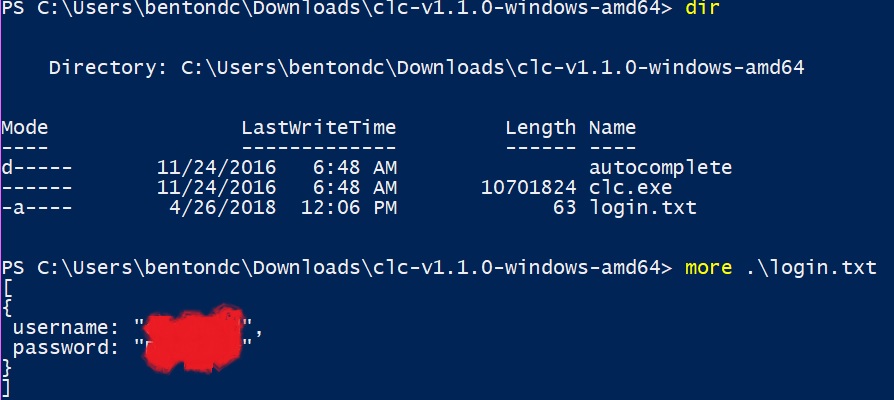 PS C:\Users\bentondc\Downloads\clc-v1.1.0-windows-amd64> dir
Directory: C:\Users\bentondc\Downloads\clc-v1.1.0-windows-amd64
Mode LastWriteTime Length Name
---- ------------- ------ ----
d----- 11/24/2016 6:48 AM autocomplete
------ 11/24/2016 6:48 AM 10701824 clc.exe
-a---- 4/26/2018 12:06 PM 63 login.txt
PS C:\Users\bentondc\Downloads\clc-v1.1.0-windows-amd64> more .\login.txt
[
{
username: "",
password: ""
}
]